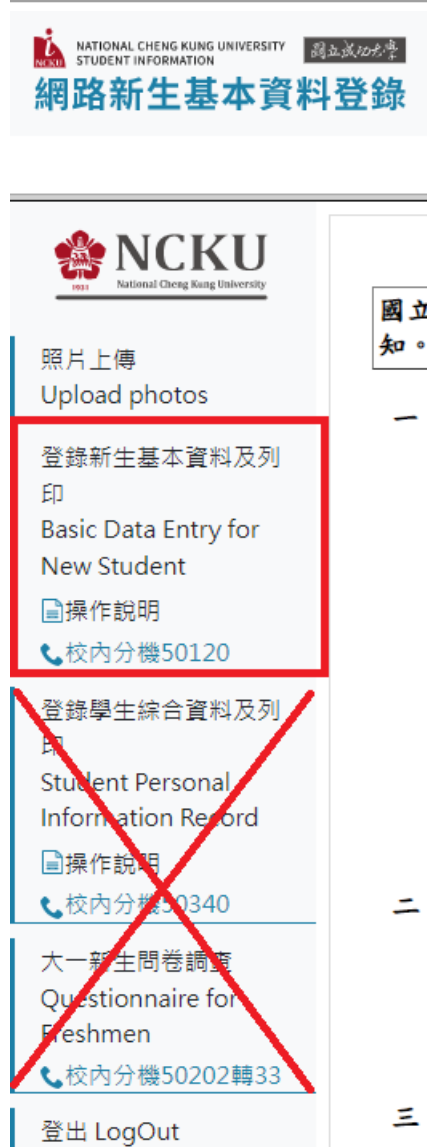 NATIONAL CHENG KUNG UNIVERSITY
國立成功大學
STUDENT INFORMATION
NCKU
網路新生基本資料登錄
NCKU
1931
National Cheng Kung University
國立
知。
照片上傳
Upload photos
一
登錄新生基本資料及列
印
Basic Data Entry for
New Student
操作說明
校內分機50120
登錄學生綜合資料及列
印
Student Personal
Information Record
操作說明
校內分機50340
二
大一新生問卷調查
Questionnaire for
Freshmen
校內分機50202轉33
登出 LogOut
三